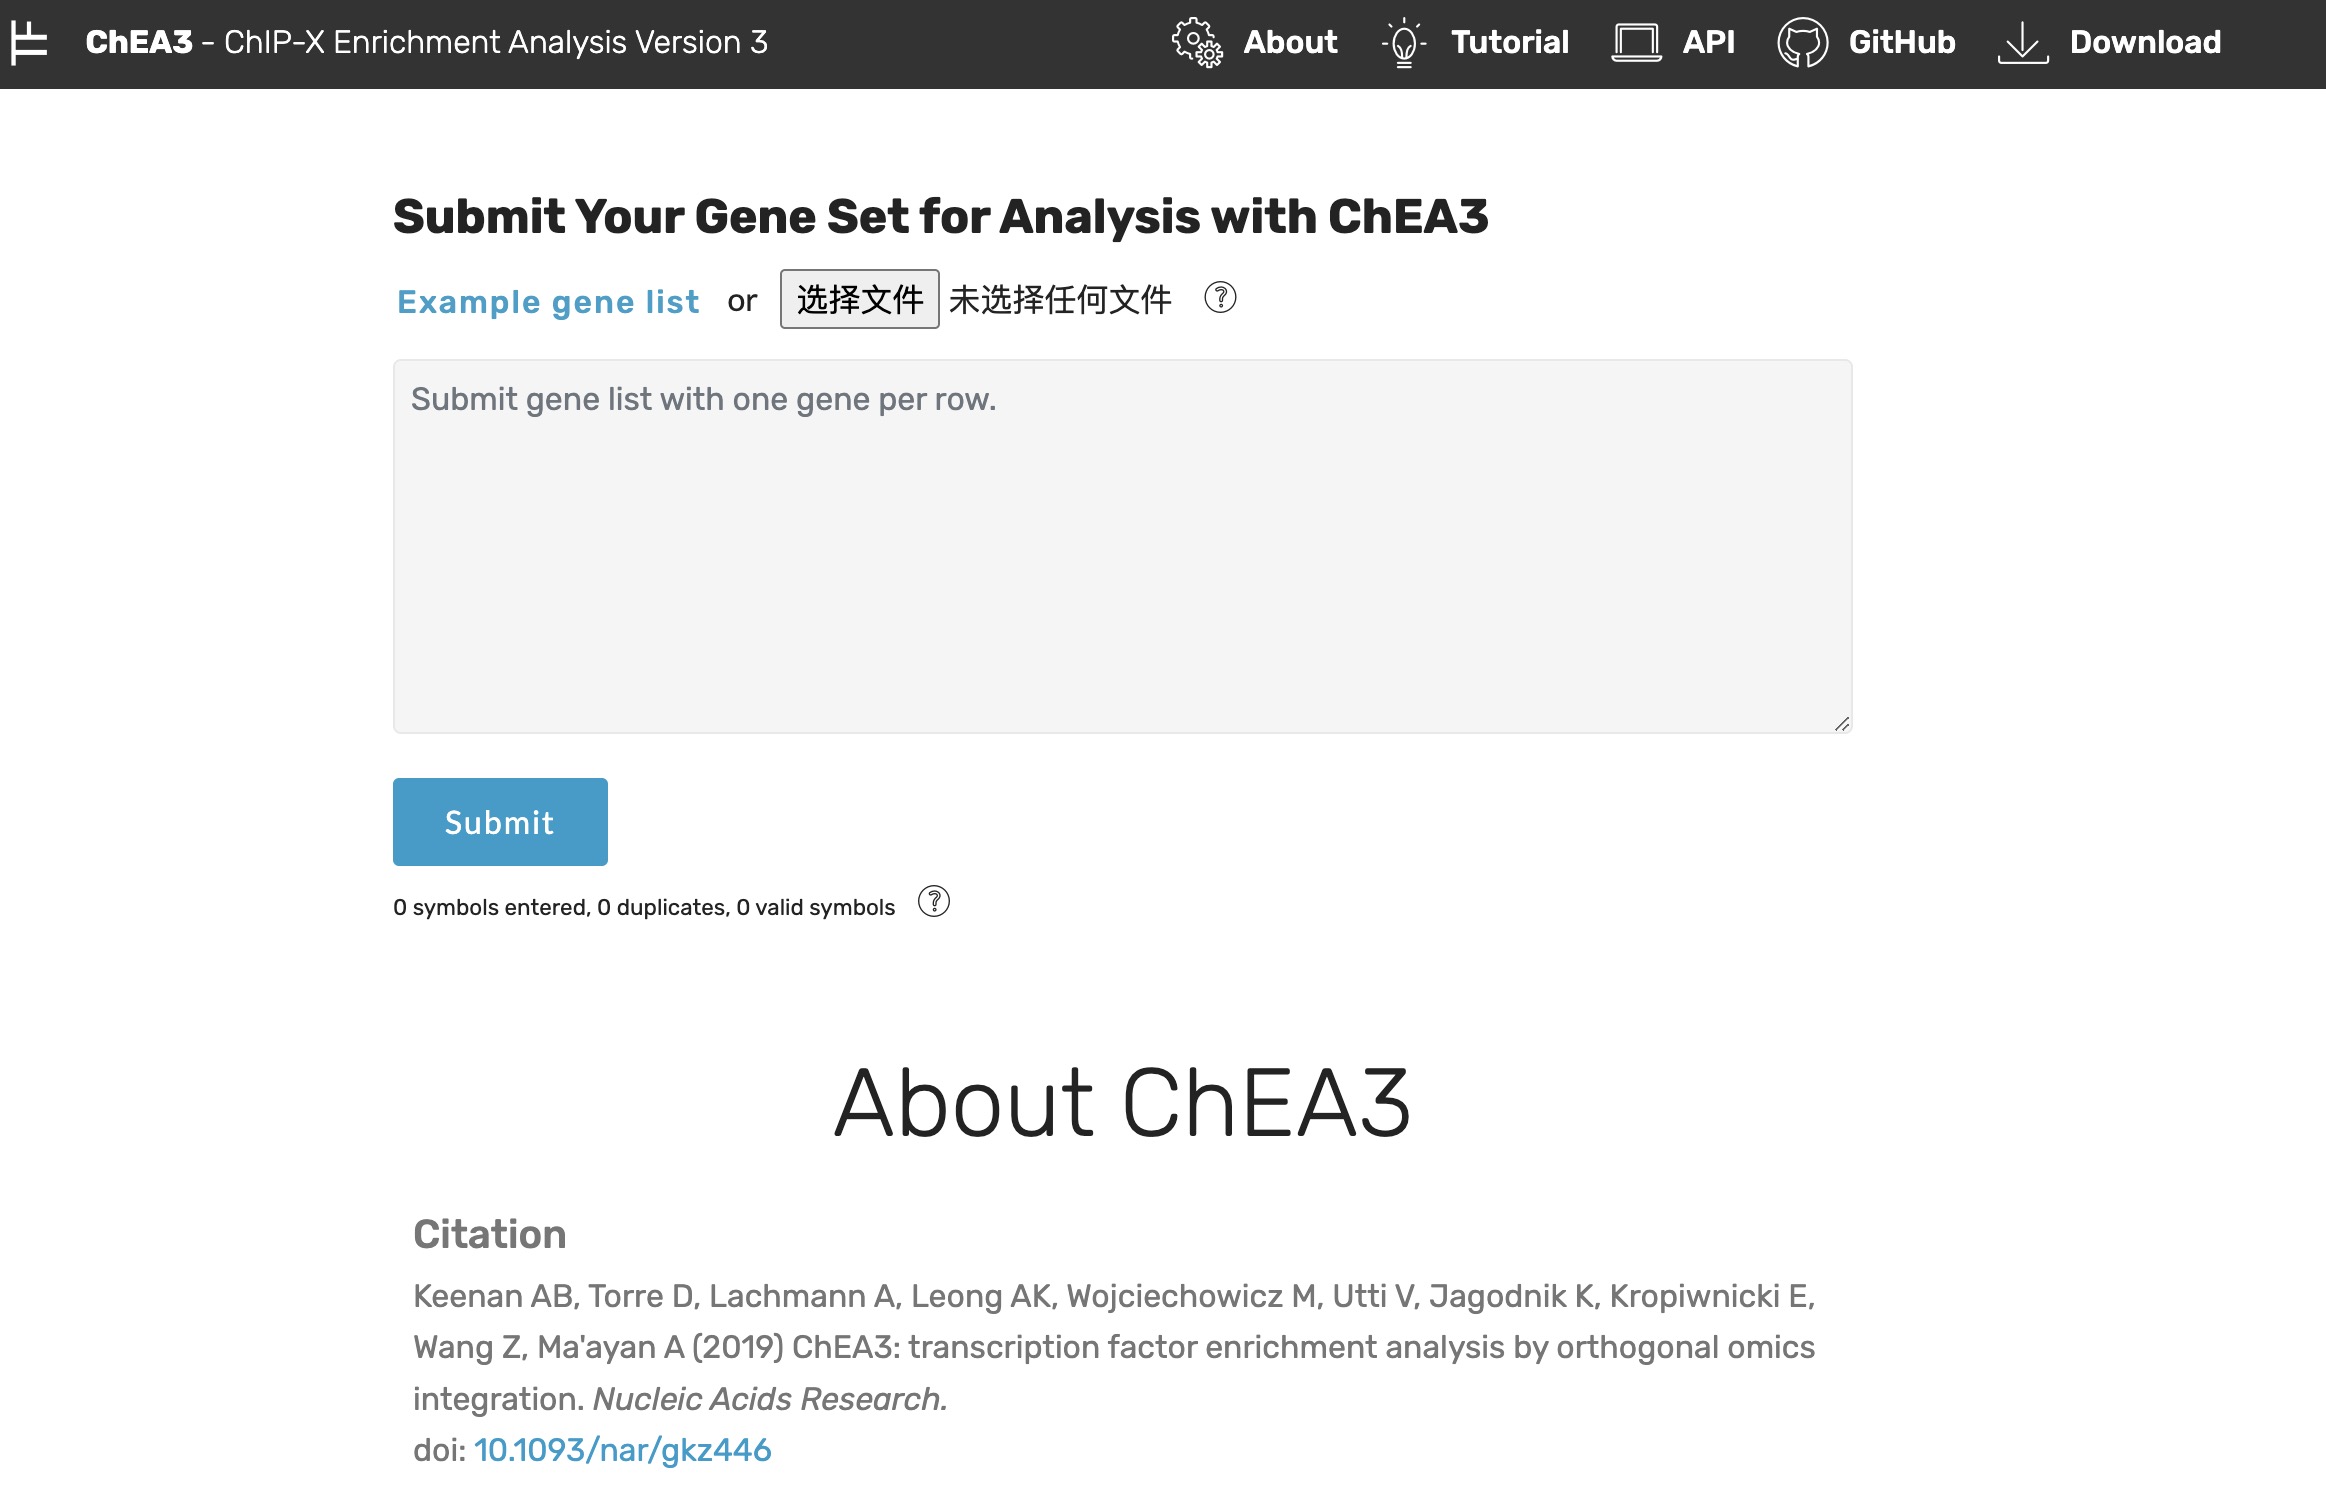 ChEA3 - ChIP-X Enrichment Analysis Version 3
About
Tutorial
API
GitHub
Download
Submit Your Gene Set for Analysis with ChEA3
Example gene list or 选择文件 未选择任何文件 ?
Submit gene list with one gene per row.
Submit
0 symbols entered, 0 duplicates, 0 valid symbols ?
About ChEA3
Citation
Keenan AB, Torre D, Lachmann A, Leong AK, Wojciechowicz M, Utti V, Jagodnik K, Kropiwnicki E,
Wang Z, Ma'ayan A (2019) ChEA3: transcription factor enrichment analysis by orthogonal omics
integration. Nucleic Acids Research.
doi: 10.1093/nar/gkz446